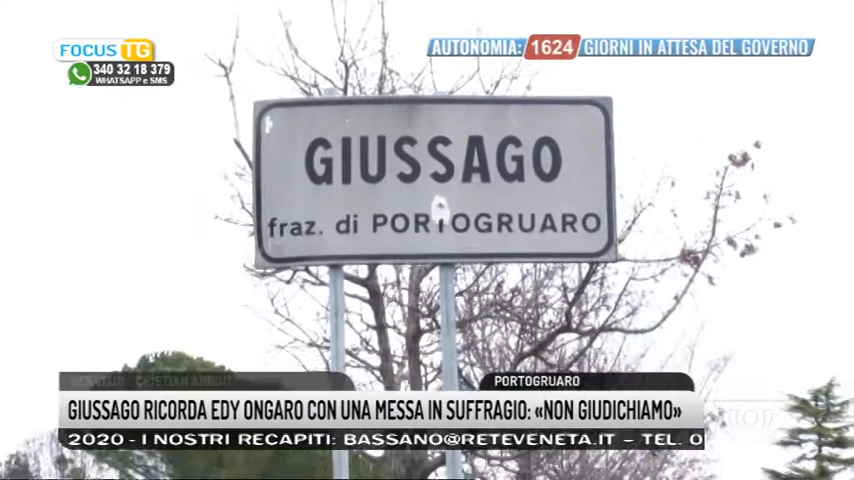 FOCUS TG
340 32 18 379
WHATSAPP e SMS
AUTONOMIA: 1624 GIORNI IN ATTESA DEL GOVERNO
GIUSSAGO
fraz. di PORTOGRUARO
PORTOGRUARO
GIUSSAGO RICORDA EDY ONGARO CON UNA MESSA IN SUFFRAGIO: «NON GIUDICHIAMO»
2020 - I NOSTRI RECAPITI: BASSANO@RETEVENETA.IT - TEL. 0